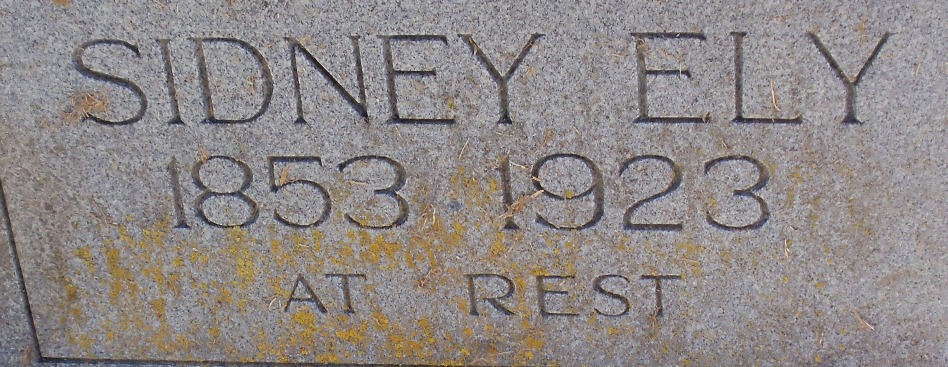 SIDNEY ELY
1853 1923
AT REST